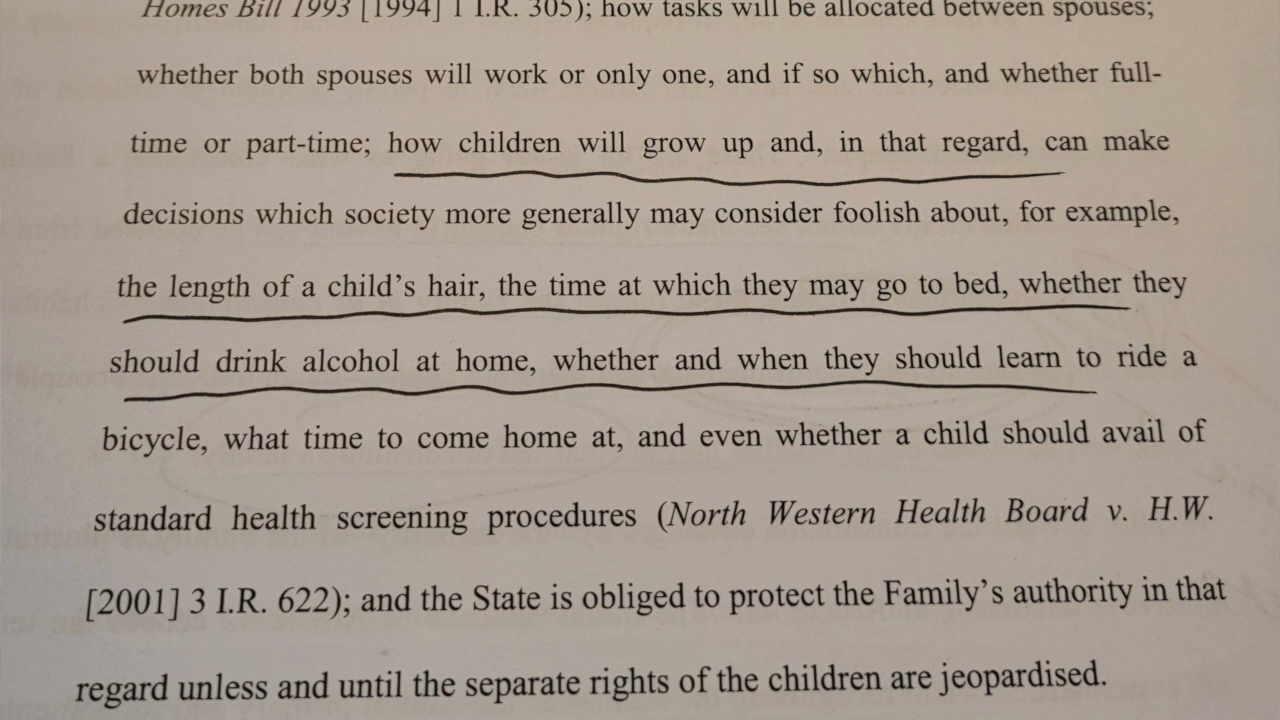 Homes Bill 1993 [1994] 1 I.R. 305); how tasks will be allocated between spouses;
whether both spouses will work or only one, and if so which, and whether full-
time or part-time; how children will grow up and, in that regard, can make
decisions which society more generally may consider foolish about, for example,
the length of a child’s hair, the time at which they may go to bed, whether they
should drink alcohol at home, whether and when they should learn to ride a
bicycle, what time to come home at, and even whether a child should avail of
standard health screening procedures (North Western Health Board v. H.W.
[2001] 3 I.R. 622); and the State is obliged to protect the Family’s authority in that
regard unless and until the separate rights of the children are jeopardised.